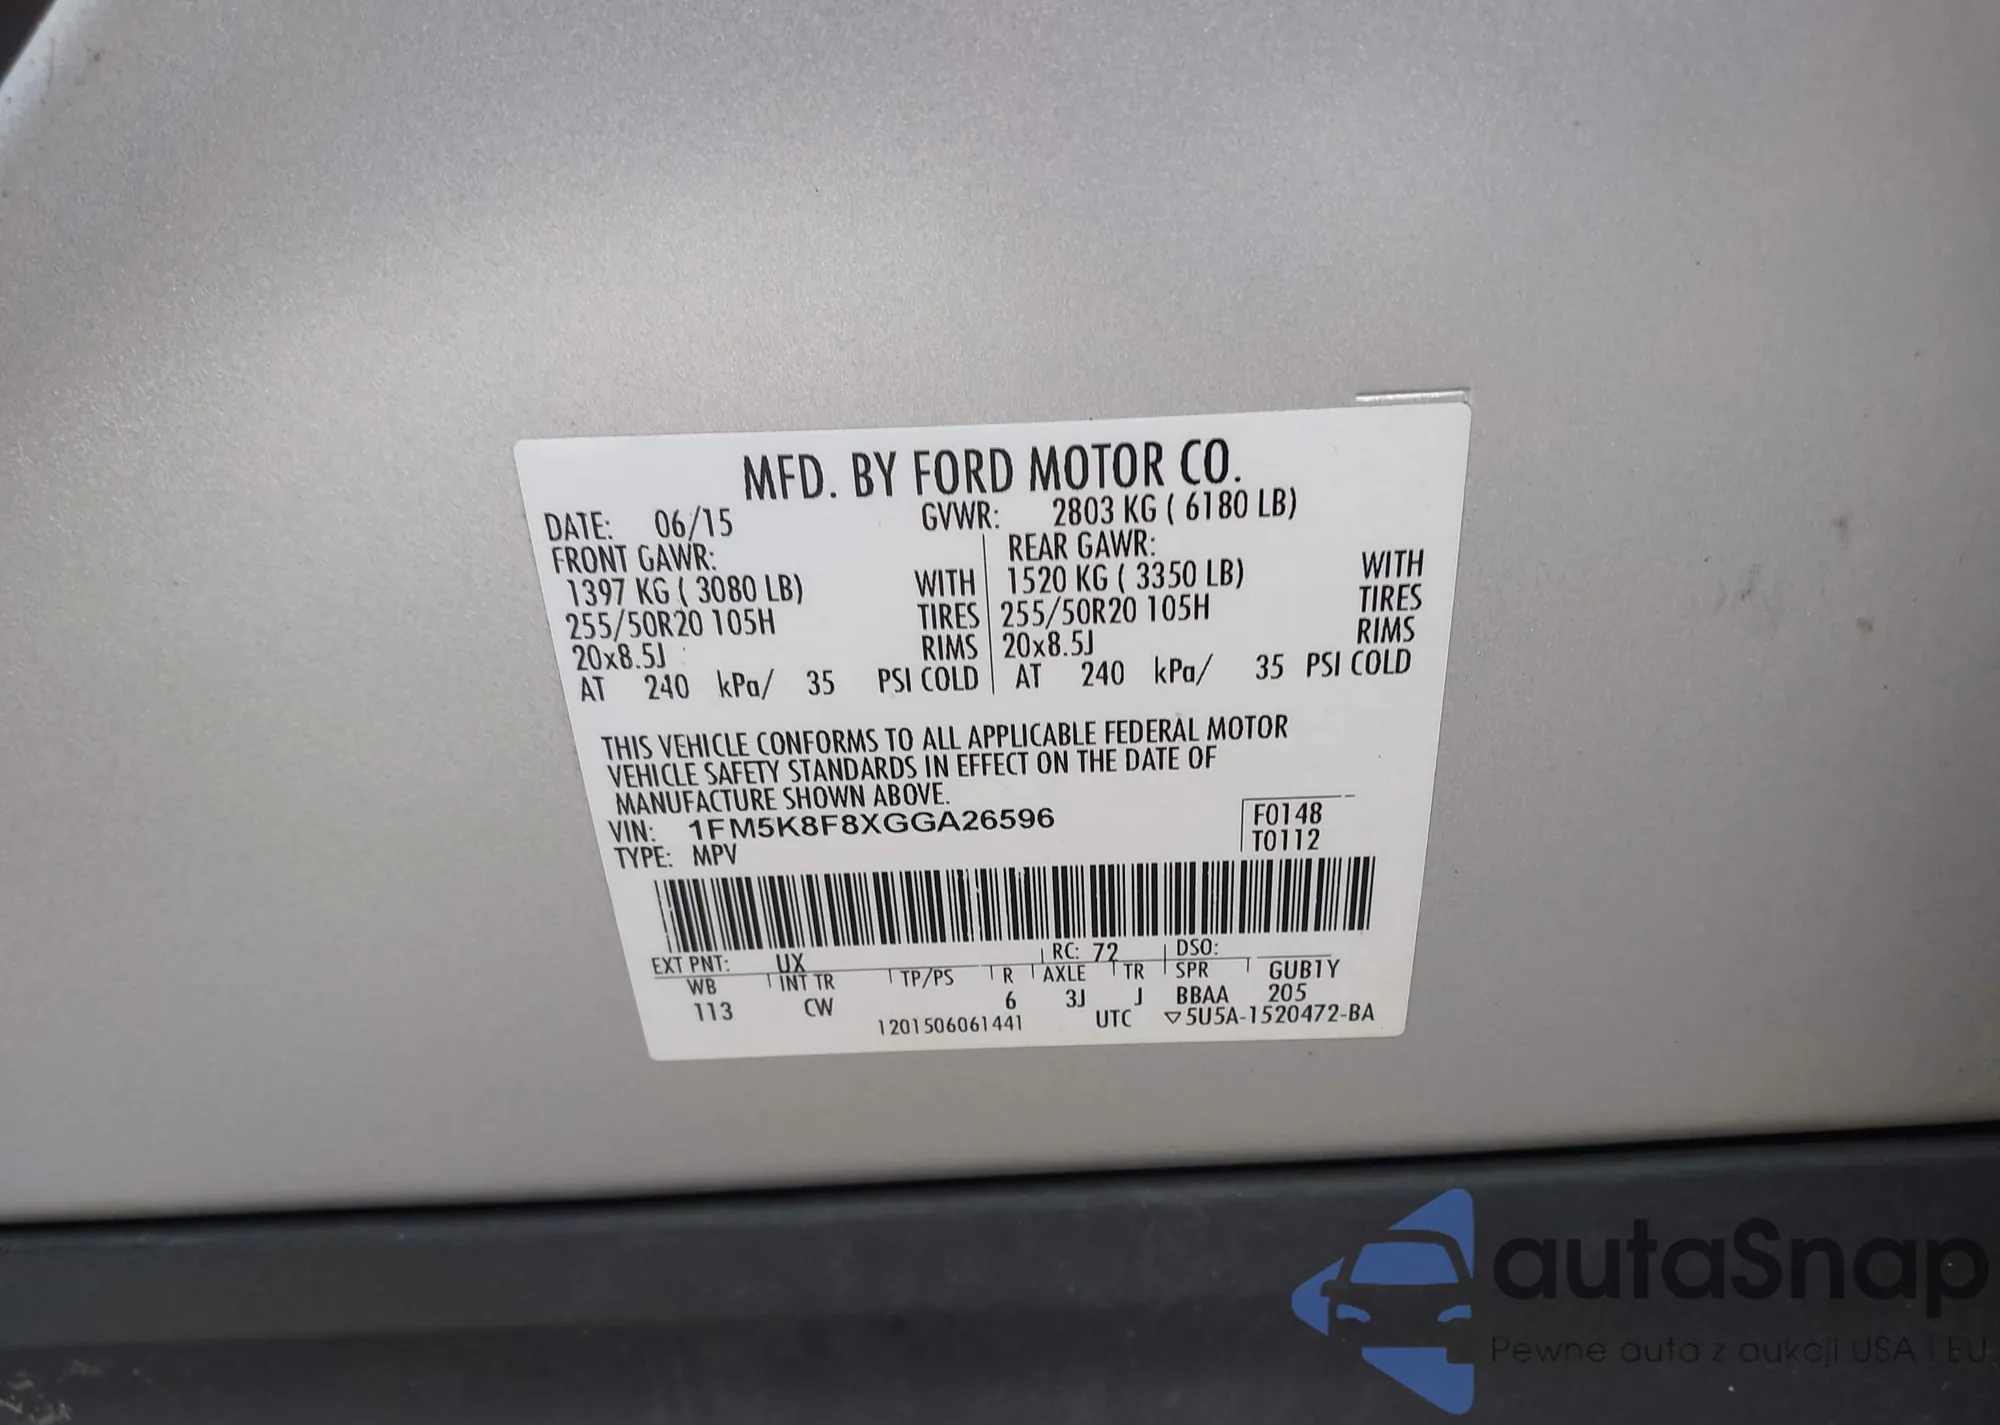 MFD. BY FORD MOTOR CO.
DATE: 06/15 GVWR: 2803 KG ( 6180 LB)
FRONT GAWR: REAR GAWR:
1397 KG ( 3080 LB) WITH 1520 KG ( 3350 LB) WITH
255/50R20 105H TIRES 255/50R20 105H TIRES
20x8.5J RIMS 20x8.5J RIMS
AT 240 kPa/ 35 PSI COLD AT 240 kPa/ 35 PSI COLD
THIS VEHICLE CONFORMS TO ALL APPLICABLE FEDERAL MOTOR
VEHICLE SAFETY STANDARDS IN EFFECT ON THE DATE OF
MANUFACTURE SHOWN ABOVE.
VIN: 1FM5K8F8XGGA26596 F0148
TYPE: MPV T0112
EXT PNT: UX RC: 72 DSO:
WB INT TR TP/PS R AXLE TR SPR GUB1Y
113 CW 6 3J J BBAA 205
1201506061441 UTC ▽5U5A-1520472-BA
autaSnap
Pewne auta z aukcji USA i EU